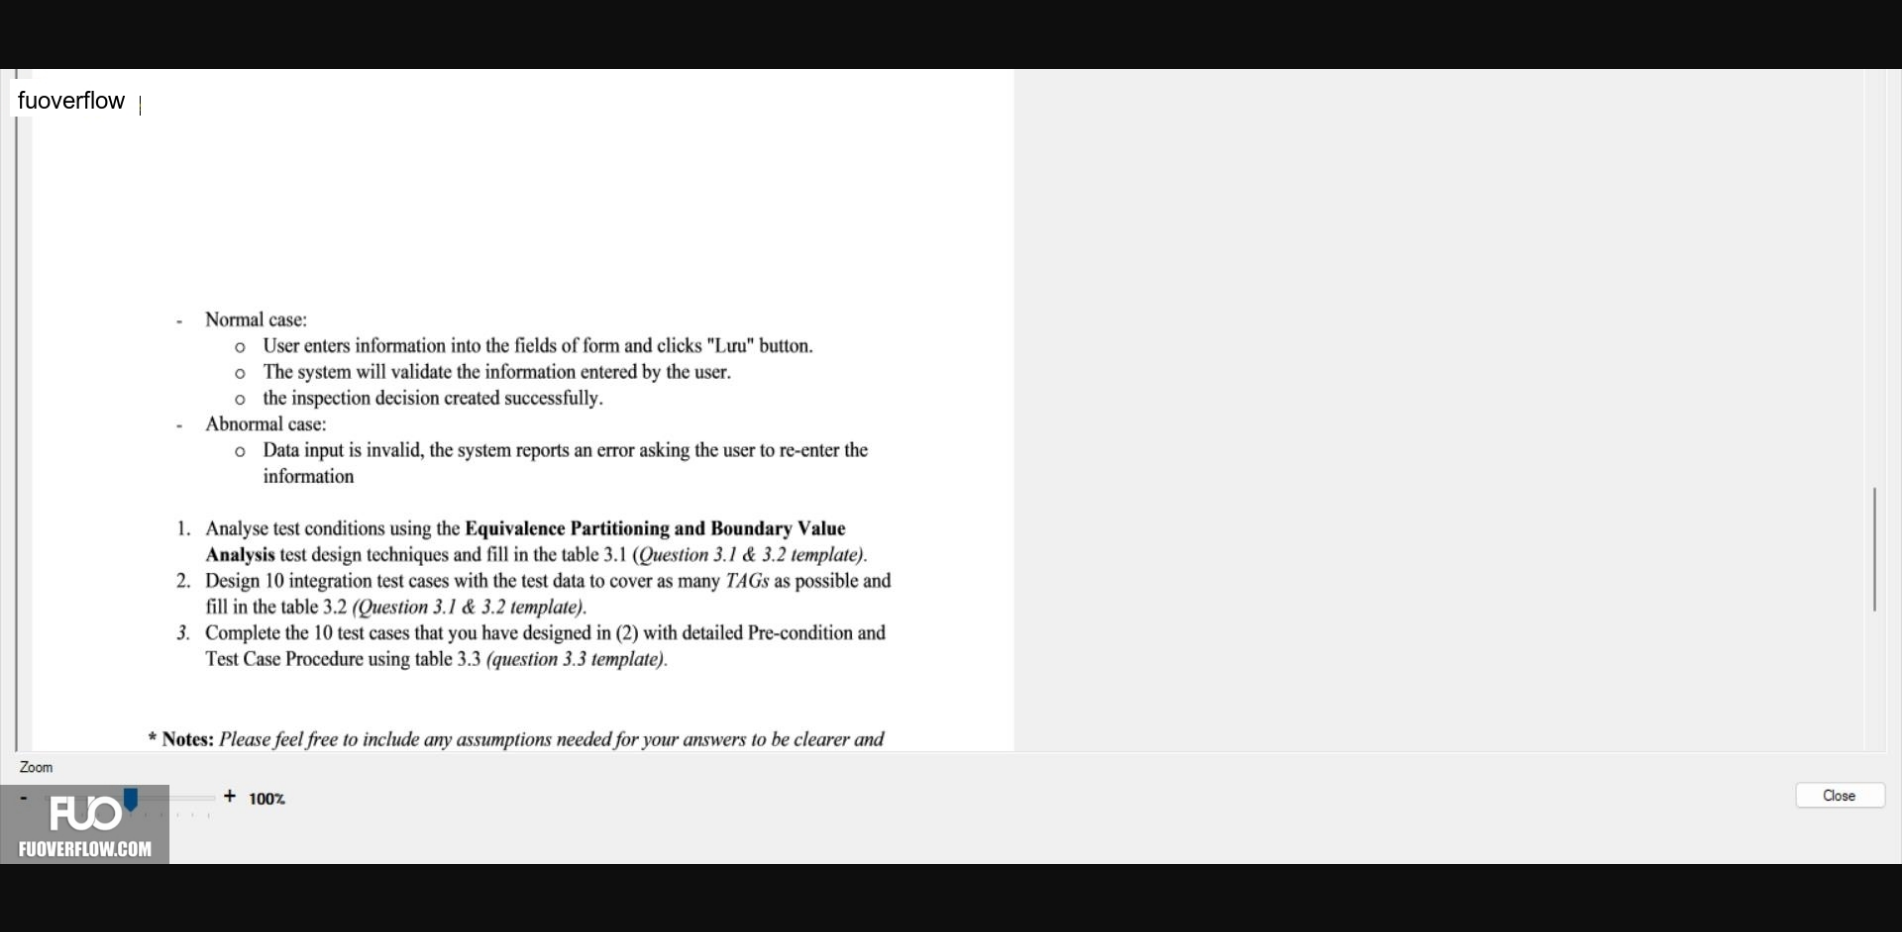 fuoverflow
- Normal case:
o User enters information into the fields of form and clicks "Lưu" button.
o The system will validate the information entered by the user.
o the inspection decision created successfully.
- Abnormal case:
o Data input is invalid, the system reports an error asking the user to re-enter the
information
1. Analyse test conditions using the Equivalence Partitioning and Boundary Value
Analysis test design techniques and fill in the table 3.1 (Question 3.1 & 3.2 template).
2. Design 10 integration test cases with the test data to cover as many TAGs as possible and
fill in the table 3.2 (Question 3.1 & 3.2 template).
3. Complete the 10 test cases that you have designed in (2) with detailed Pre-condition and
Test Case Procedure using table 3.3 (question 3.3 template).
* Notes: Please feel free to include any assumptions needed for your answers to be clearer and
Zoom
- + 100%
Close
FUO
FUOVERFLOW.COM